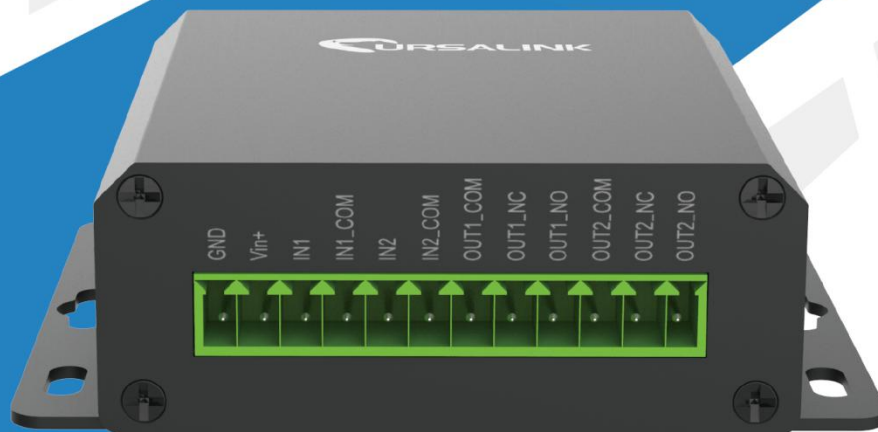 URSALINK
GND
Vin+
IN1
IN1_COM
IN2
IN2_COM
OUT1_COM
OUT1_NC
OUT1_NO
OUT2_COM
OUT2_NC
OUT2_NO